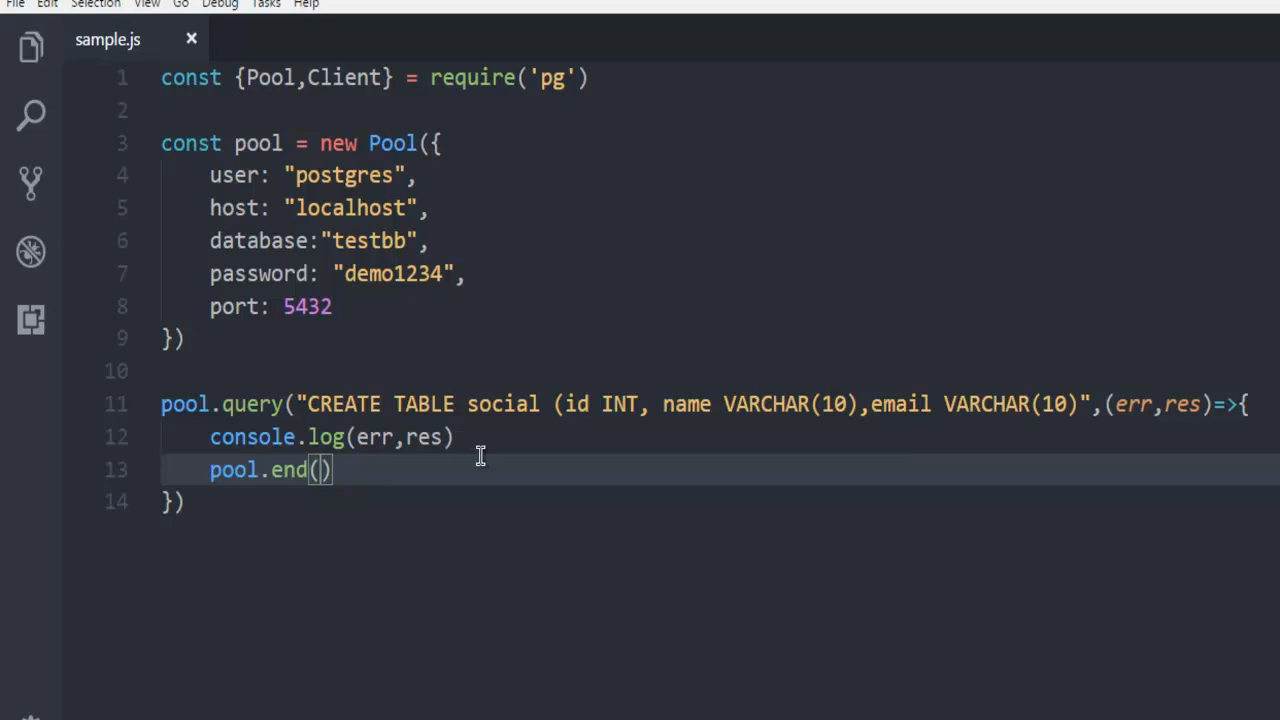 File Edit Selection View Go Debug Tasks Help
sample.js ×
1 const {Pool,Client} = require('pg')
2
3 const pool = new Pool({
4     user: "postgres",
5     host: "localhost",
6     database:"testbb",
7     password: "demo1234",
8     port: 5432
9 })
10
11 pool.query("CREATE TABLE social (id INT, name VARCHAR(10),email VARCHAR(10)",(err,res)=>{
12     console.log(err,res)
13     pool.end()
14 })